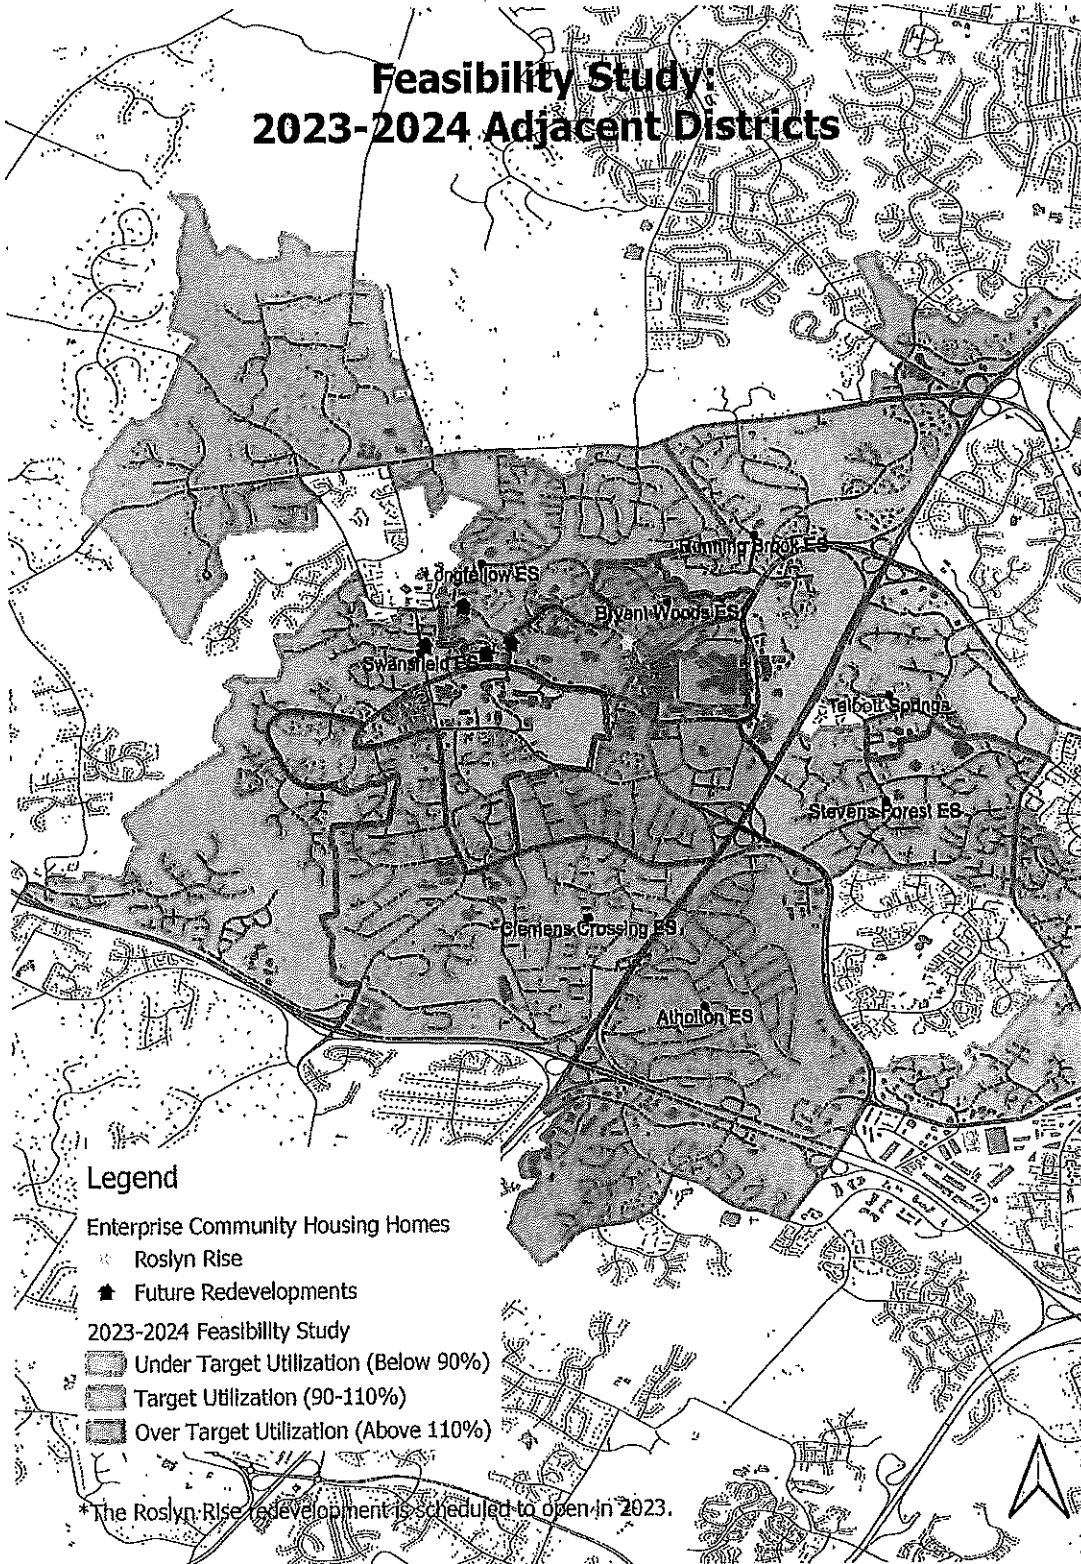 Feasibility Study:
2023-2024 Adjacent Districts
Running Brook ES
Longfellow ES
Bryant Woods ES
Swansfield ES
Talbott Springs
Stevens Forest ES
Clemens Crossing ES
Atholton ES
Legend
Enterprise Community Housing Homes
Roslyn Rise
Future Redevelopments
2023-2024 Feasibility Study
Under Target Utilization (Below 90%)
Target Utilization (90-110%)
Over Target Utilization (Above 110%)
*The Roslyn Rise redevelopment is scheduled to open in 2023.